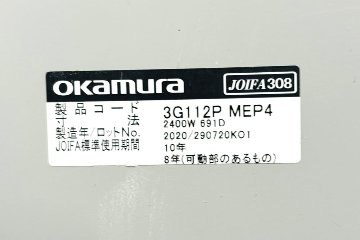 okamura JOIFA308
製品コード 3G112P MEP4
寸法 2400W 691D
製造年/ロットNo. 2020/290720KO1
JOIFA標準使用期間 10年
8年(可動部のあるもの)